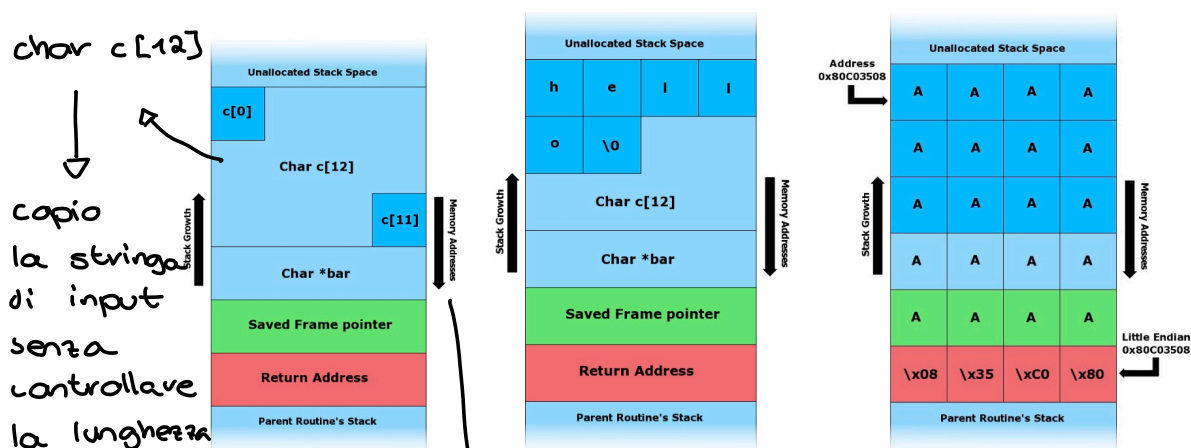 char c[12]
copio
la stringa
di input
senza
controllare
la lunghezza
Unallocated Stack Space
c[0]
Char c[12]
c[11]
Char *bar
Saved Frame pointer
Return Address
Parent Routine's Stack
Stack Growth
Memory Addresses
Unallocated Stack Space
h e l l
o \0
Char c[12]
Char *bar
Saved Frame pointer
Return Address
Parent Routine's Stack
Stack Growth
Memory Addresses
Unallocated Stack Space
Address
0x80C03508
A A A A
A A A A
A A A A
A A A A
A A A A
\x08 \x35 \xC0 \x80
Parent Routine's Stack
Stack Growth
Memory Addresses
Little Endian
0x80C03508